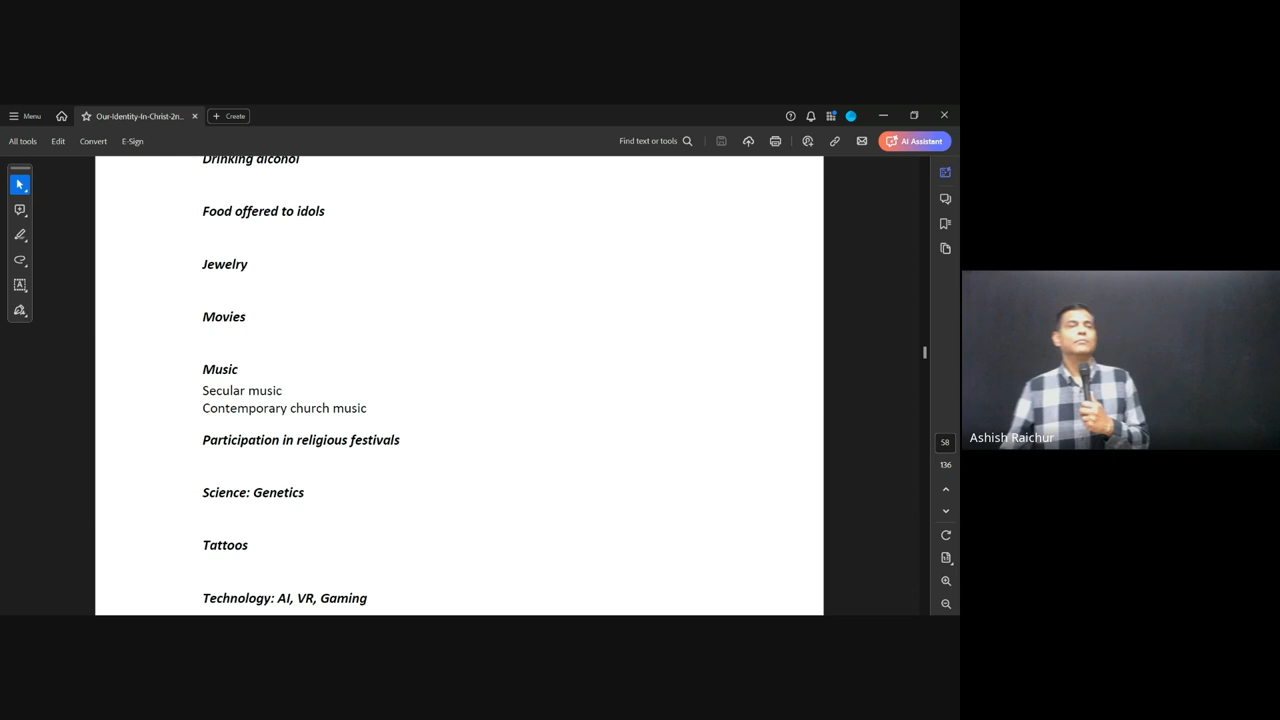 Menu
Our-Identity-In-Christ-2n...
Create
All tools
Edit
Convert
E-Sign
Find text or tools
AI Assistant
Drinking alcohol
Food offered to idols
Jewelry
Movies
Music
Secular music
Contemporary church music
Participation in religious festivals
Science: Genetics
Tattoos
Technology: AI, VR, Gaming
58
136
Ashish Raichur